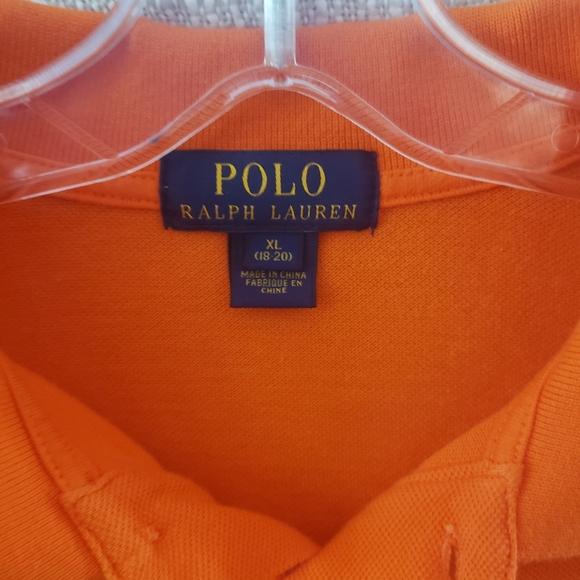 POLO
RALPH LAUREN
XL
(18-20)
MADE IN CHINA
FABRIQUE EN
CHINE